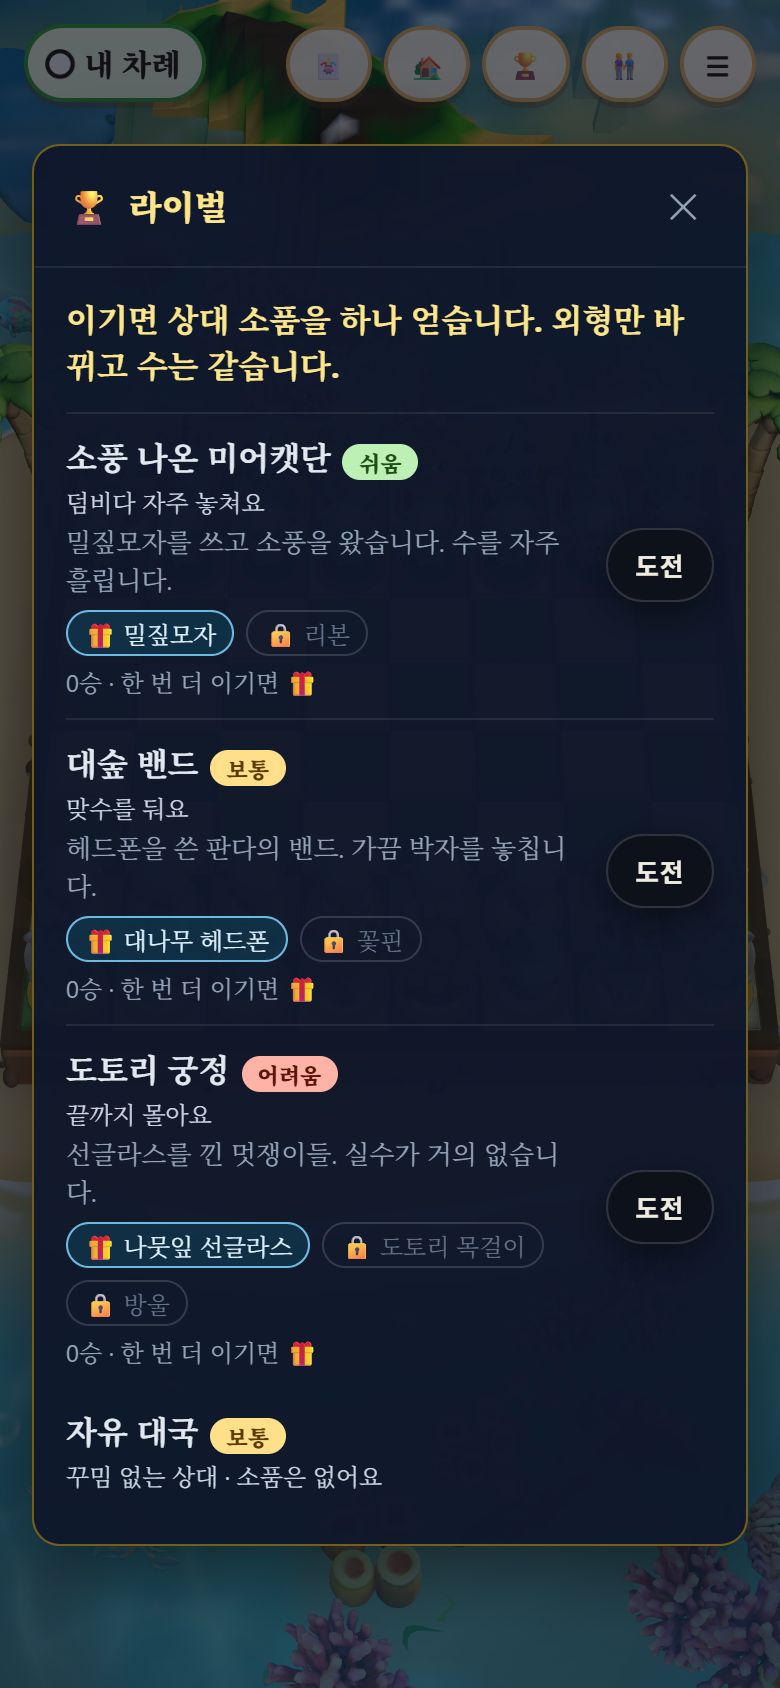 내 차례
라이벌
이기면 상대 소품을 하나 얻습니다. 외형만 바
뀌고 수는 같습니다.
소풍 나온 미어캣단 쉬움
덤비다 자주 놓쳐요
밀짚모자를 쓰고 소풍을 왔습니다. 수를 자주
흘립니다.
도전
밀짚모자 리본
0승 · 한 번 더 이기면
대숲 밴드 보통
맞수를 둬요
헤드폰을 쓴 판다의 밴드. 가끔 박자를 놓칩니
다.
도전
대나무 헤드폰 꽃핀
0승 · 한 번 더 이기면
도토리 궁정 어려움
끝까지 몰아요
선글라스를 낀 멋쟁이들. 실수가 거의 없습니
다.
도전
나뭇잎 선글라스 도토리 목걸이
방울
0승 · 한 번 더 이기면
자유 대국 보통
꾸밈 없는 상대 · 소품은 없어요